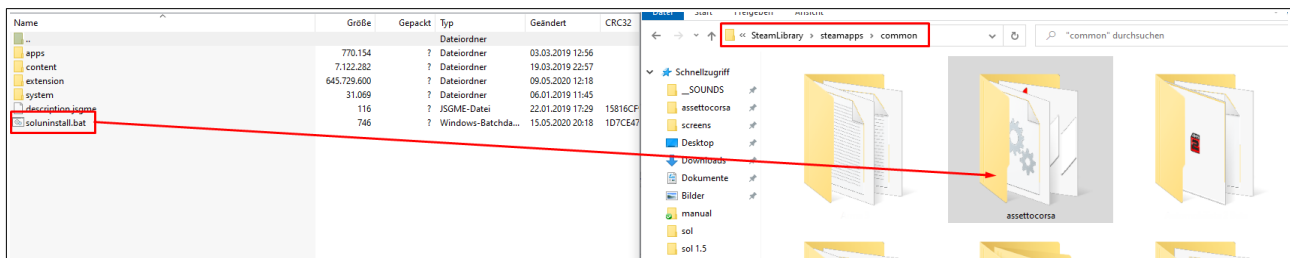 Name Größe Gepackt Typ Geändert CRC32
.. Dateiordner
apps 770.154 ? Dateiordner 03.03.2019 12:56
content 7.122.282 ? Dateiordner 19.03.2019 22:57
extension 645.729.600 ? Dateiordner 09.05.2020 12:18
system 31.069 ? Dateiordner 06.01.2019 11:45
description.jsgme 116 ? JSGME-Datei 22.01.2019 17:29 15816CF
soluninstall.bat 746 ? Windows-Batchda... 15.05.2020 20:18 1D7CE47
Datei Start Freigeben Ansicht
« SteamLibrary › steamapps › common
"common" durchsuchen
Schnellzugriff
__SOUNDS
assettocorsa
screens
Desktop
Downloads
Dokumente
Bilder
manual
sol
sol 1.5
assettocorsa